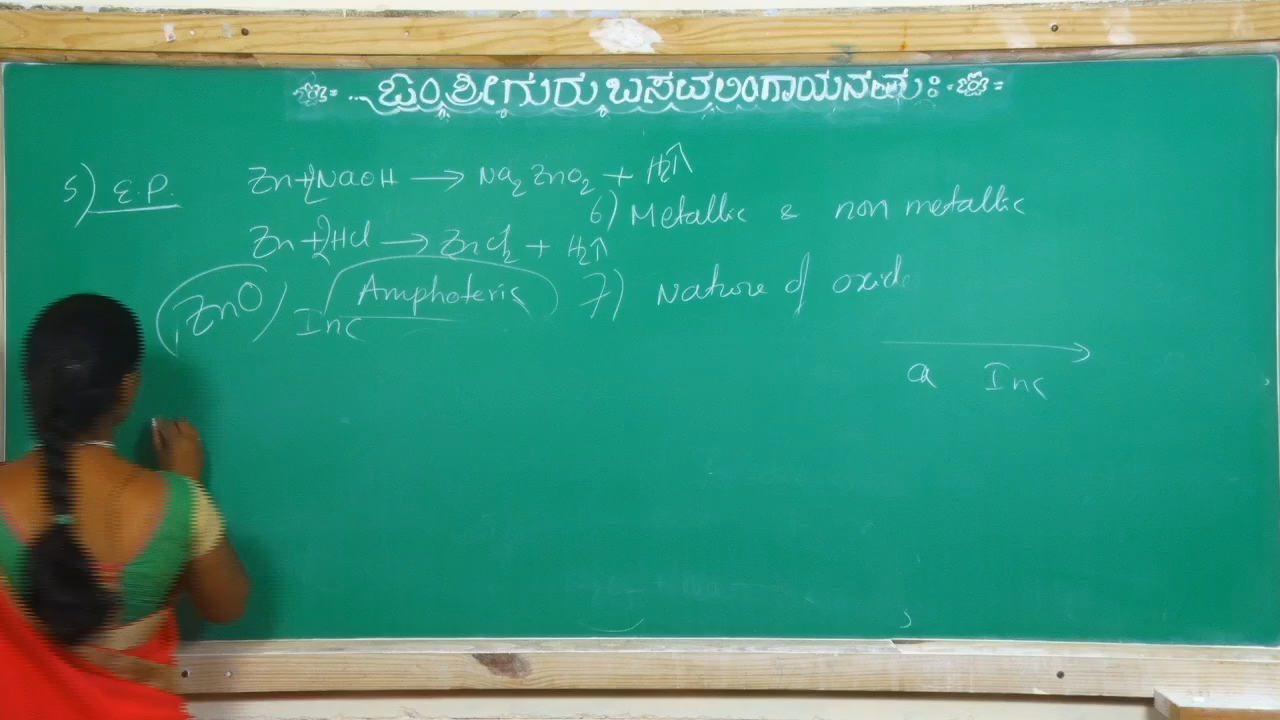 ಓಂ ಶ್ರೀ ಗುರು ಬಸವಲಿಂಗಾಯ ನಮಃ
5) E.P. Zn+2NaOH → Na2ZnO2 + H2↑
6) Metallic & non metallic
Zn+2HCl → ZnCl2 + H2↑
ZnO Inc Amphoteric 7) Nature of oxide
a Inc